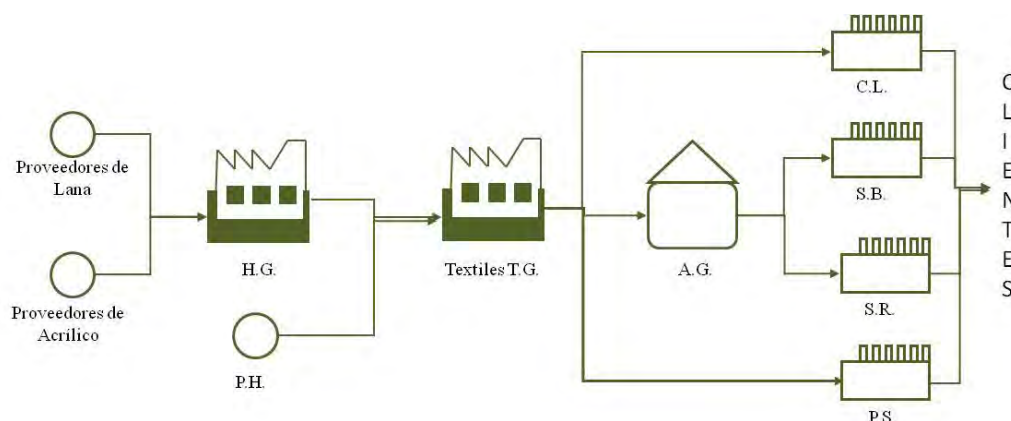 Proveedores de
Lana
Proveedores de
Acrílico
H.G.
P.H.
Textiles T.G.
A.G.
C.L.
S.B.
S.R.
P.S
C
L
I
E
N
T
E
S